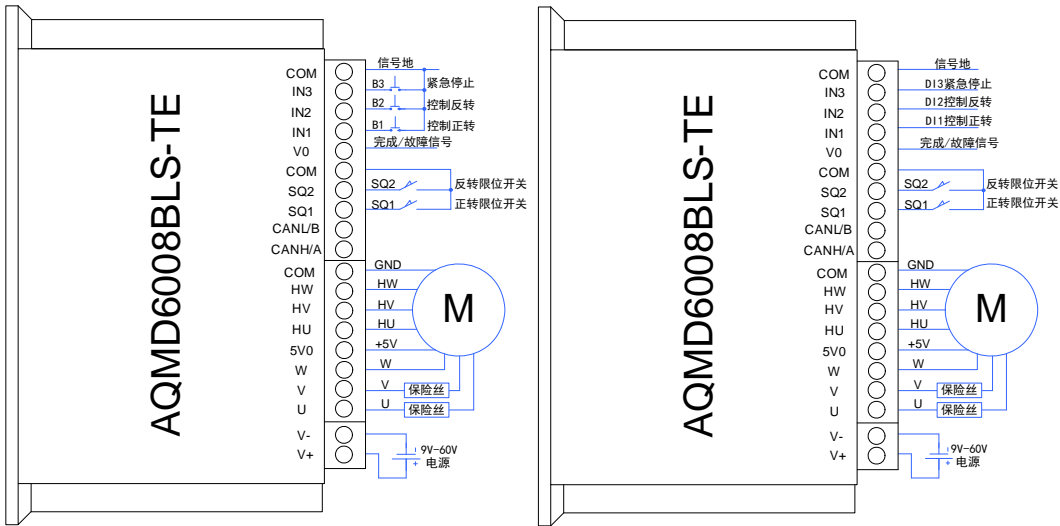 AQMD6008BLS-TE
COM 信号地
IN3 B3 紧急停止
IN2 B2 控制反转
IN1 B1 控制正转
V0 完成/故障信号
COM
SQ2 SQ2 反转限位开关
SQ1 SQ1 正转限位开关
CANL/B
CANH/A
COM GND
HW HW
HV HV
HU HU
5V0 +5V
W W
V V 保险丝
U U 保险丝
M
V- 9V-60V
V+ + 电源
AQMD6008BLS-TE
COM 信号地
IN3 DI3紧急停止
IN2 DI2控制反转
IN1 DI1控制正转
V0 完成/故障信号
COM
SQ2 SQ2 反转限位开关
SQ1 SQ1 正转限位开关
CANL/B
CANH/A
COM GND
HW HW
HV HV
HU HU
5V0 +5V
W W
V V 保险丝
U U 保险丝
M
V- 9V-60V
V+ + 电源